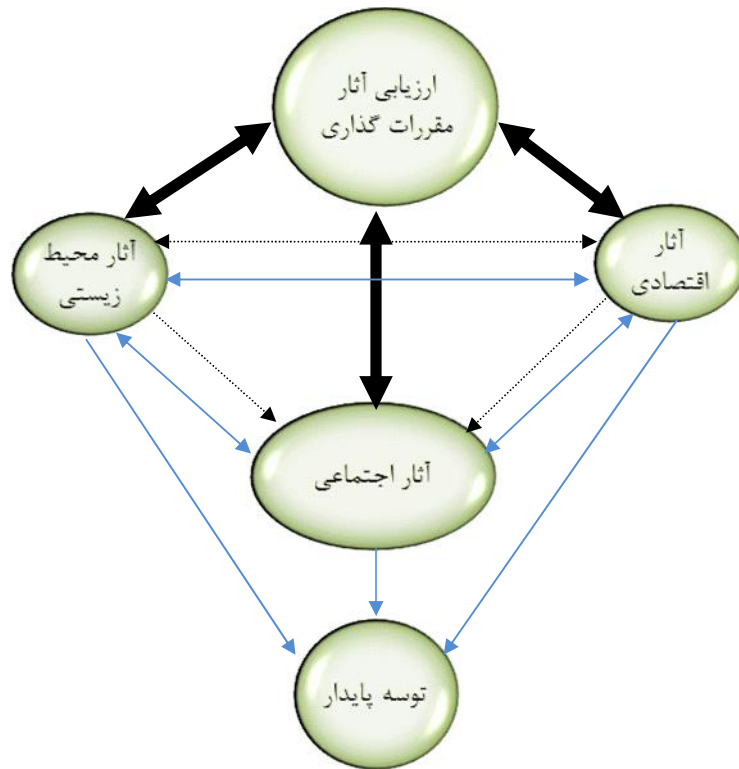 ارزیابی آثار
مقررات گذاری
آثار محیط
زیستی
آثار
اقتصادی
آثار اجتماعی
توسه پایدار